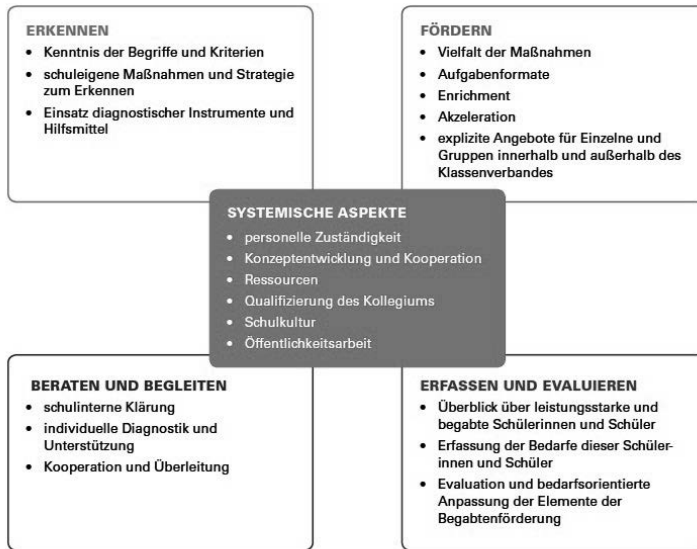 ERKENNEN
• Kenntnis der Begriffe und Kriterien
• schuleigene Maßnahmen und Strategie
zum Erkennen
• Einsatz diagnostischer Instrumente und
Hilfsmittel
FÖRDERN
• Vielfalt der Maßnahmen
• Aufgabenformate
• Enrichment
• Akzeleration
• explizite Angebote für Einzelne und
Gruppen innerhalb und außerhalb des
Klassenverbandes
SYSTEMISCHE ASPEKTE
• personelle Zuständigkeit
• Konzeptentwicklung und Kooperation
• Ressourcen
• Qualifizierung des Kollegiums
• Schulkultur
• Öffentlichkeitsarbeit
BERATEN UND BEGLEITEN
• schulinterne Klärung
• individuelle Diagnostik und
Unterstützung
• Kooperation und Überleitung
ERFASSEN UND EVALUIEREN
• Überblick über leistungsstarke und
begabte Schülerinnen und Schüler
• Erfassung der Bedarfe dieser Schüler-
innen und Schüler
• Evaluation und bedarfsorientierte
Anpassung der Elemente der
Begabtenförderung